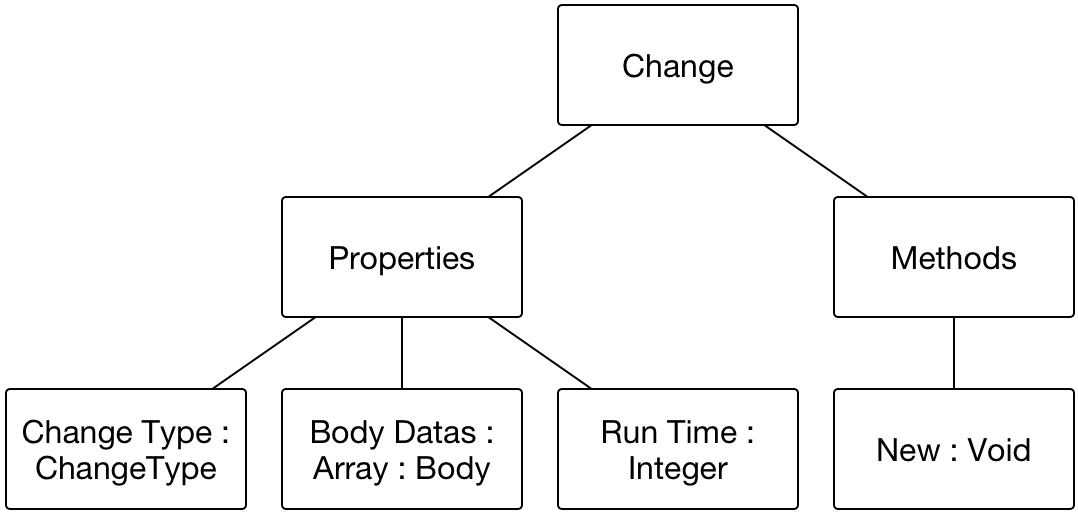 Change
Properties
Methods
Change Type :
ChangeType
Body Datas :
Array : Body
Run Time :
Integer
New : Void